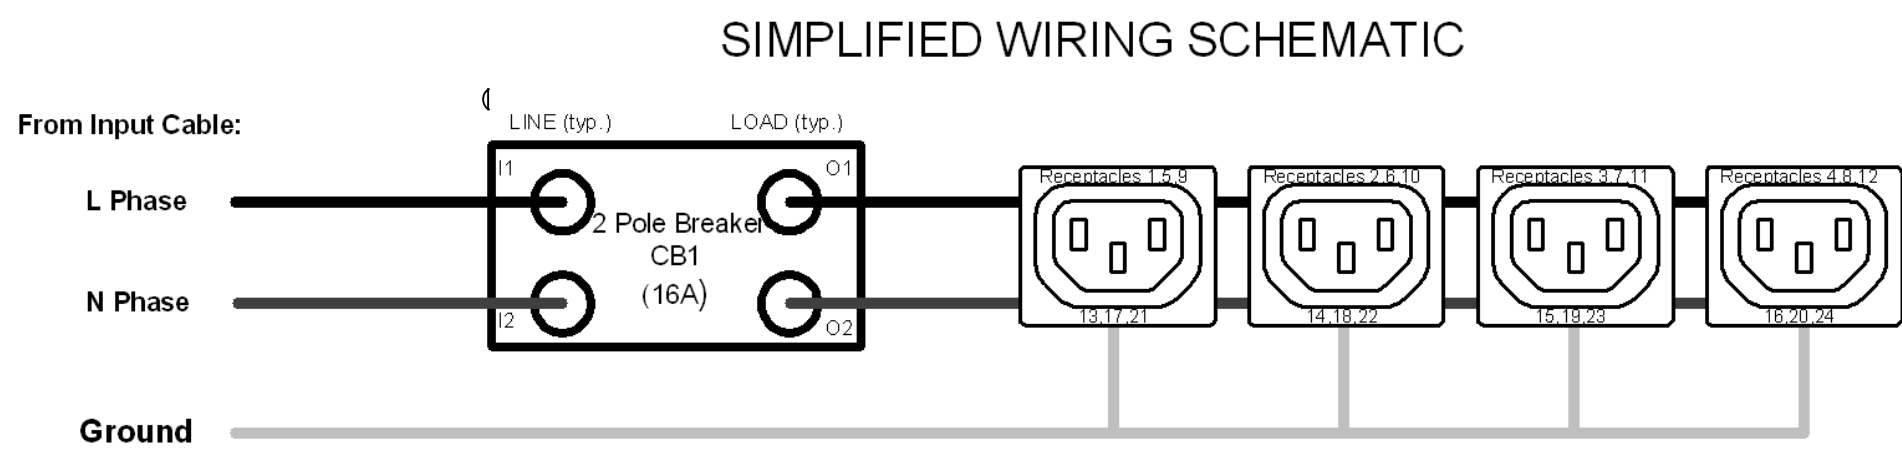 SIMPLIFIED WIRING SCHEMATIC
From Input Cable:
LINE (typ.)
LOAD (typ.)
I1
O1
L Phase
2 Pole Breaker
CB1
(16A)
N Phase
I2
O2
Receptacles 1,5,9
13,17,21
Receptacles 2,6,10
14,18,22
Receptacles 3,7,11
15,19,23
Receptacles 4,8,12
16,20,24
Ground